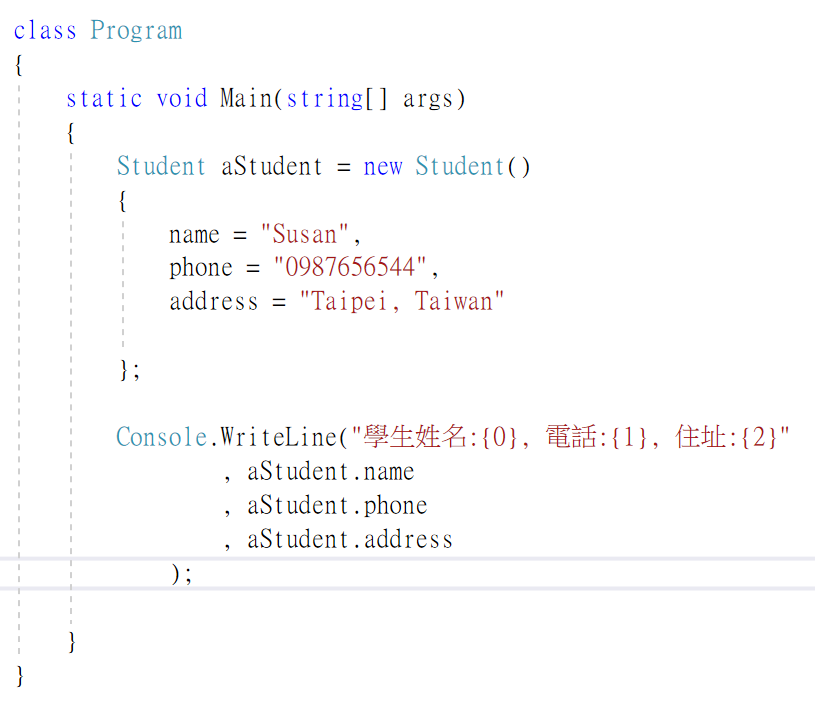 class Program
{
static void Main(string[] args)
{
Student aStudent = new Student()
{
name = "Susan",
phone = "0987656544",
address = "Taipei, Taiwan"
};
Console.WriteLine("學生姓名:{0}, 電話:{1}, 住址:{2}"
, aStudent.name
, aStudent.phone
, aStudent.address
);
}
}